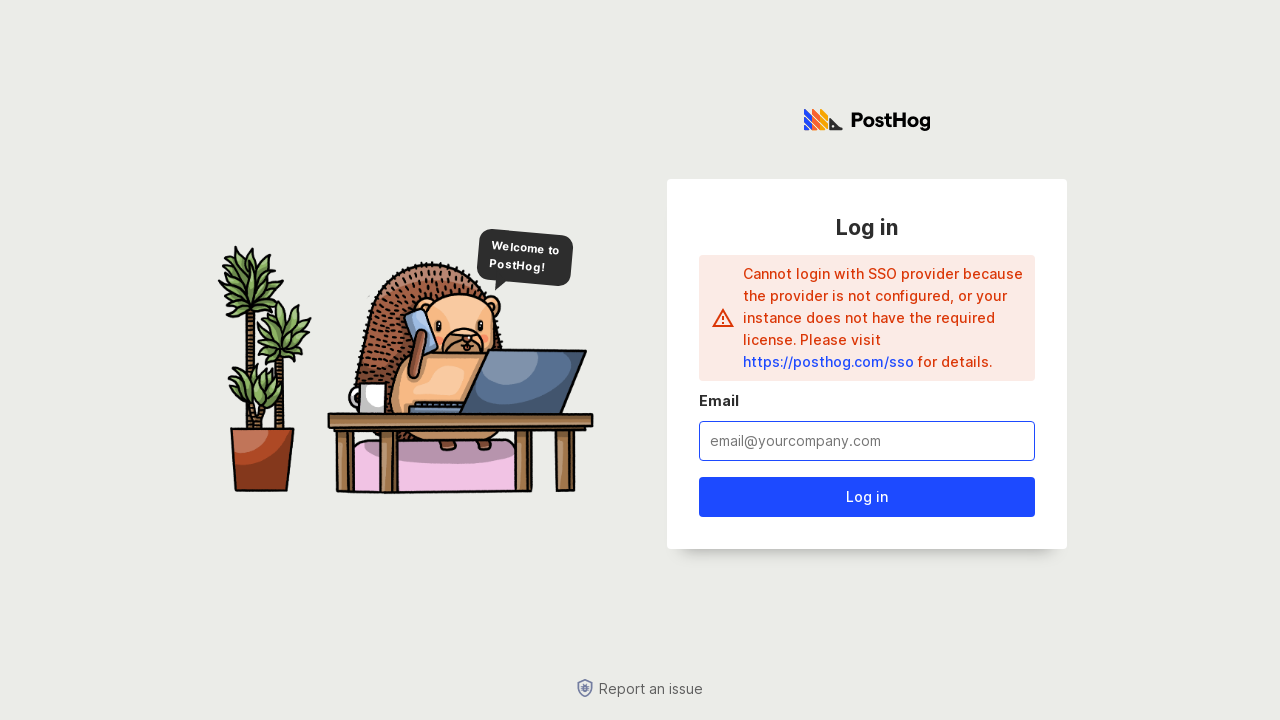 PostHog
Welcome to
PostHog!
Log in
Cannot login with SSO provider because
the provider is not configured, or your
instance does not have the required
license. Please visit
https://posthog.com/sso for details.
Email
email@yourcompany.com
Log in
Report an issue